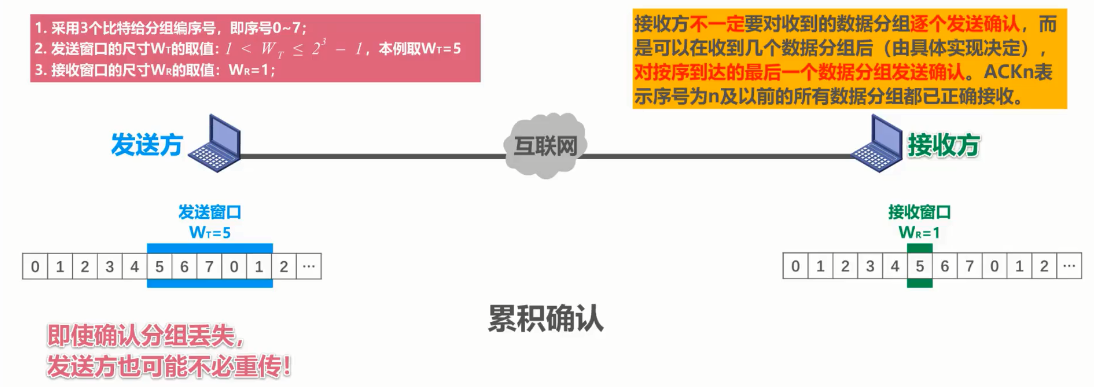 1. 采用3个比特给分组编序号，即序号0~7；
2. 发送窗口的尺寸WT的取值：1 < W_T ≤ 2^3 − 1，本例取WT=5
3. 接收窗口的尺寸WR的取值：WR=1；
接收方不一定要对收到的数据分组逐个发送确认，而
是可以在收到几个数据分组后（由具体实现决定），
对按序到达的最后一个数据分组发送确认。ACKn表
示序号为n及以前的所有数据分组都已正确接收。
发送方
互联网
接收方
发送窗口
WT=5
接收窗口
WR=1
0 1 2 3 4 5 6 7 0 1 2 ···
0 1 2 3 4 5 6 7 0 1 2 ···
累积确认
即使确认分组丢失，
发送方也可能不必重传！